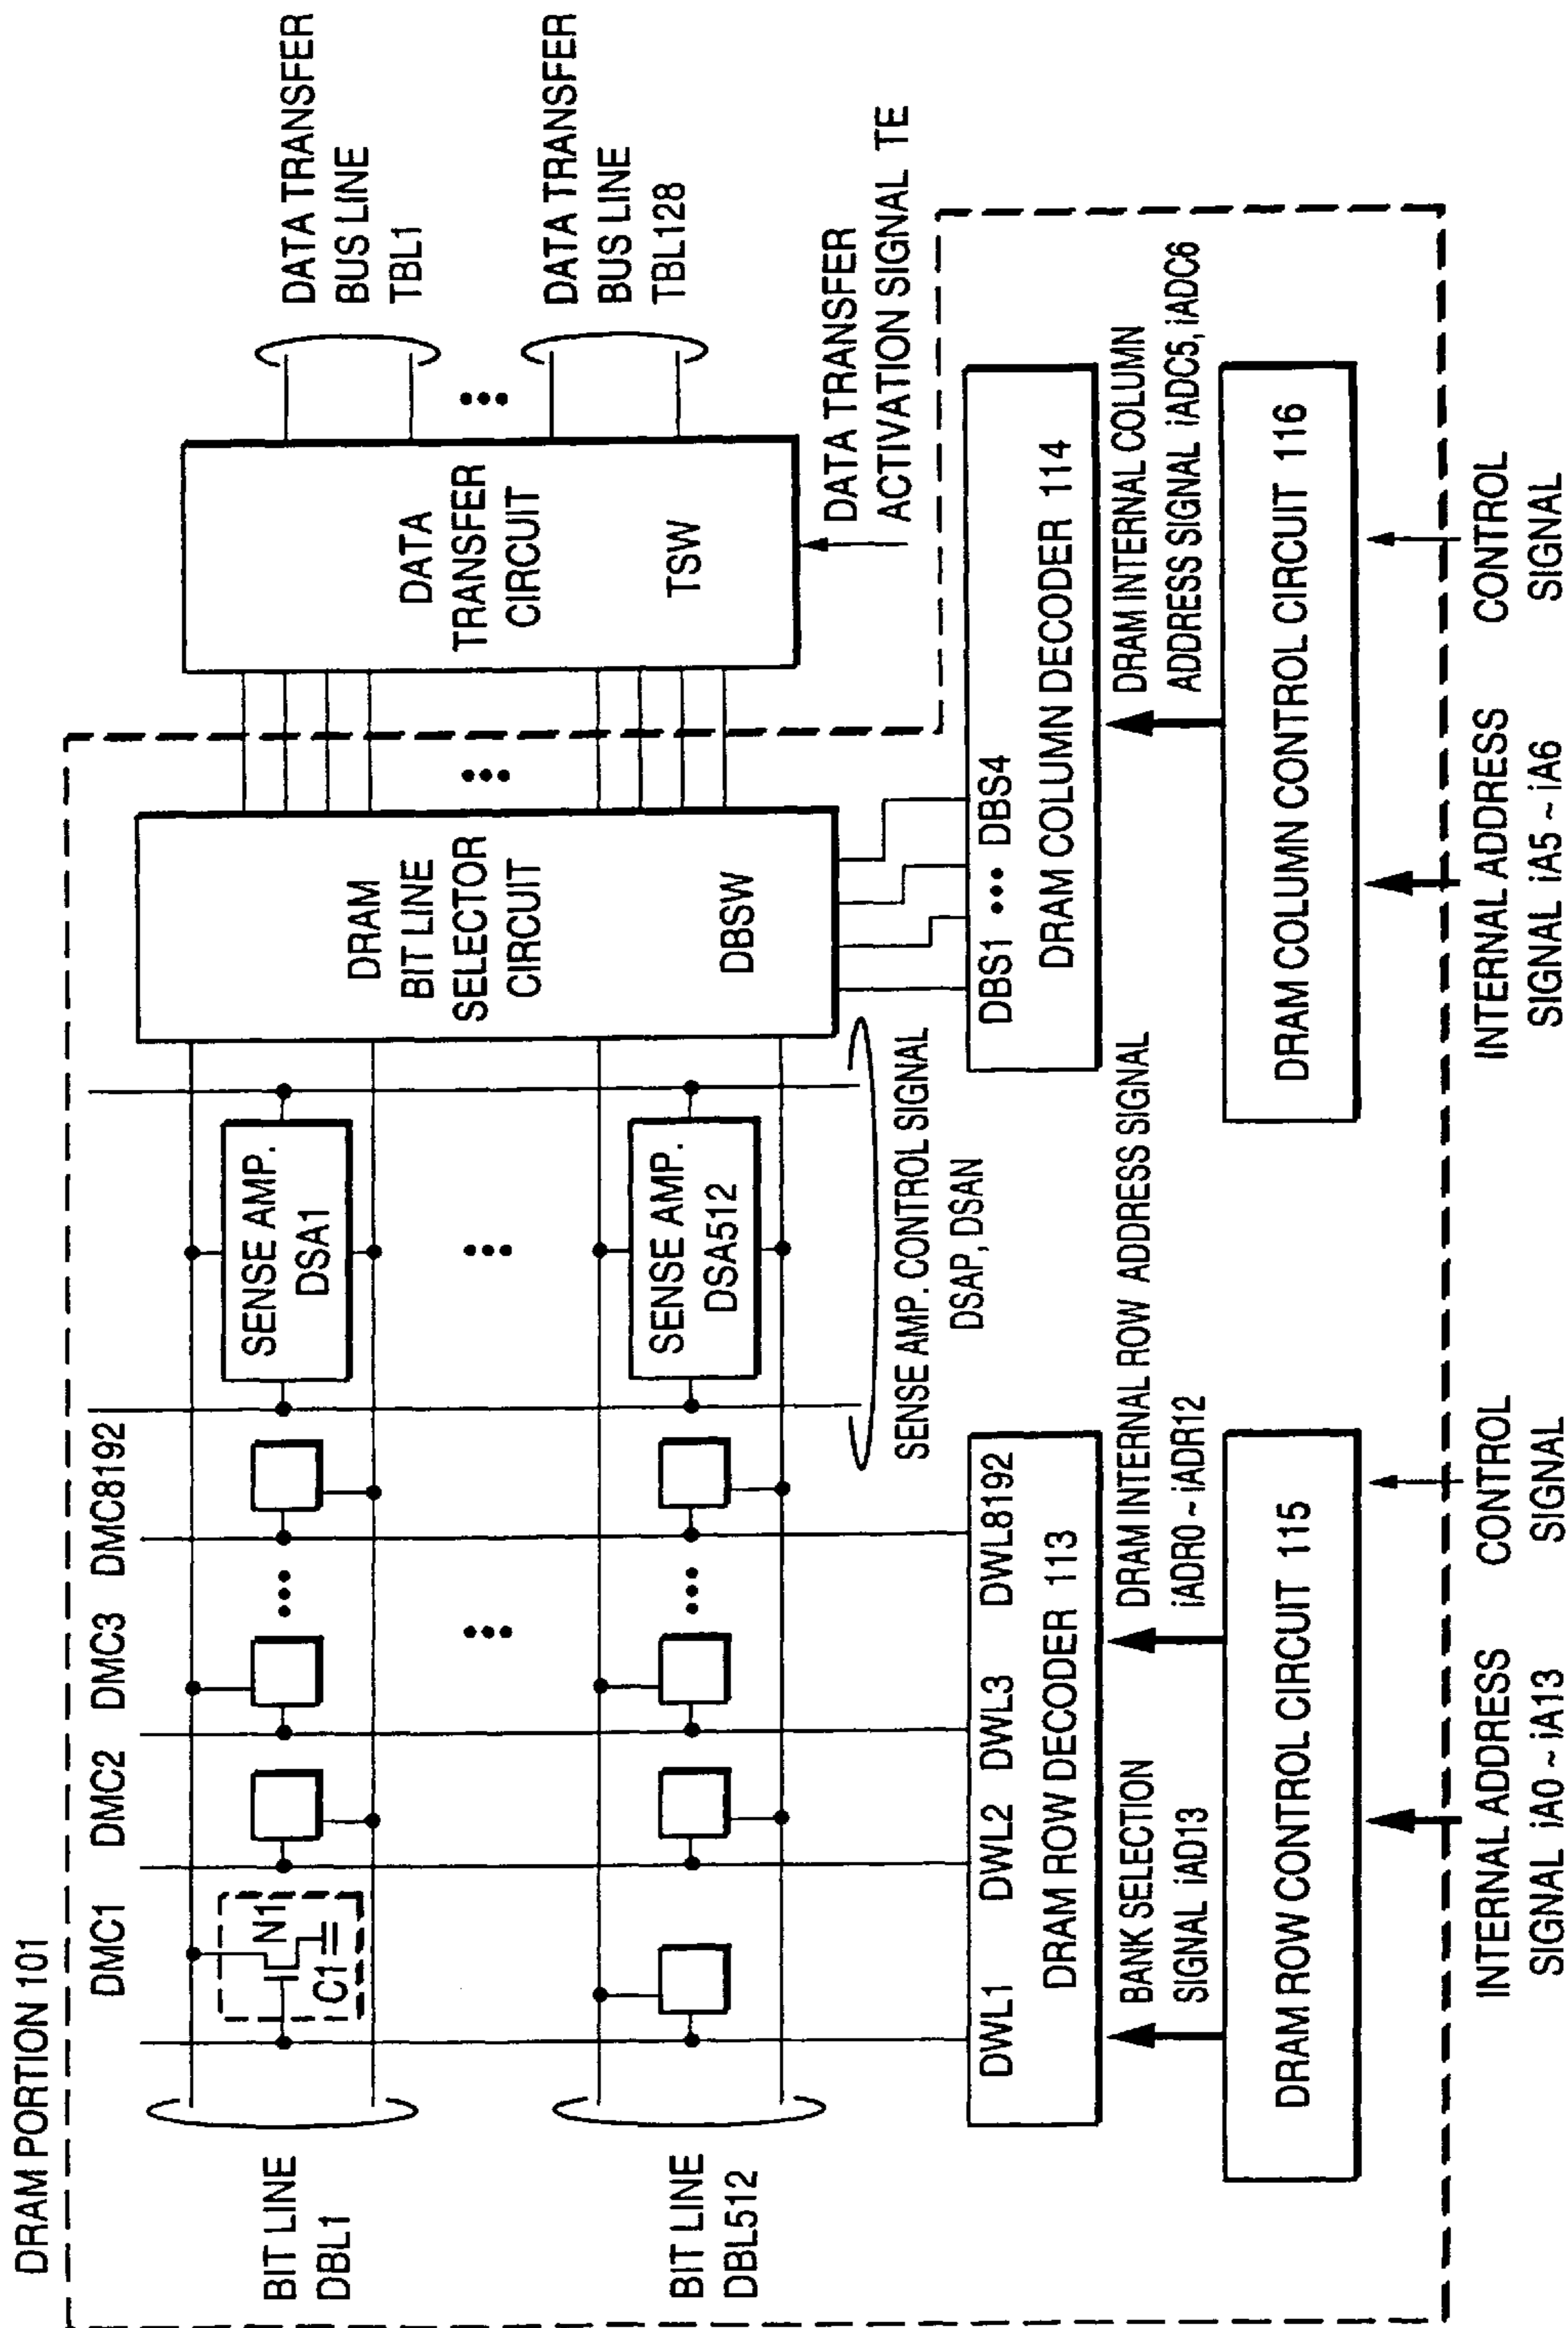 DRAM PORTION 101
DMC1
DMC2
DMC3
DMC8192
BIT LINE
DBL1
N1
C1
SENSE AMP.
DSA1
BIT LINE
DBL512
SENSE AMP.
DSA512
SENSE AMP. CONTROL SIGNAL
DSAP, DSAN
DRAM
BIT LINE
SELECTOR
CIRCUIT
DBSW
DATA
TRANSFER
CIRCUIT
TSW
DATA TRANSFER
BUS LINE
TBL1
DATA TRANSFER
BUS LINE
TBL128
DATA TRANSFER
ACTIVATION SIGNAL TE
DWL1
DWL2
DWL3
DWL8192
DRAM ROW DECODER 113
BANK SELECTION
SIGNAL iAD13
DRAM INTERNAL ROW ADDRESS SIGNAL
iADR0 ~ iADR12
DRAM ROW CONTROL CIRCUIT 115
INTERNAL ADDRESS
SIGNAL iA0 ~ iA13
CONTROL
SIGNAL
DBS1 ••• DBS4
DRAM COLUMN DECODER 114
DRAM INTERNAL COLUMN
ADDRESS SIGNAL iADC5, iADC6
DRAM COLUMN CONTROL CIRCUIT 116
INTERNAL ADDRESS
SIGNAL iA5 ~ iA6
CONTROL
SIGNAL